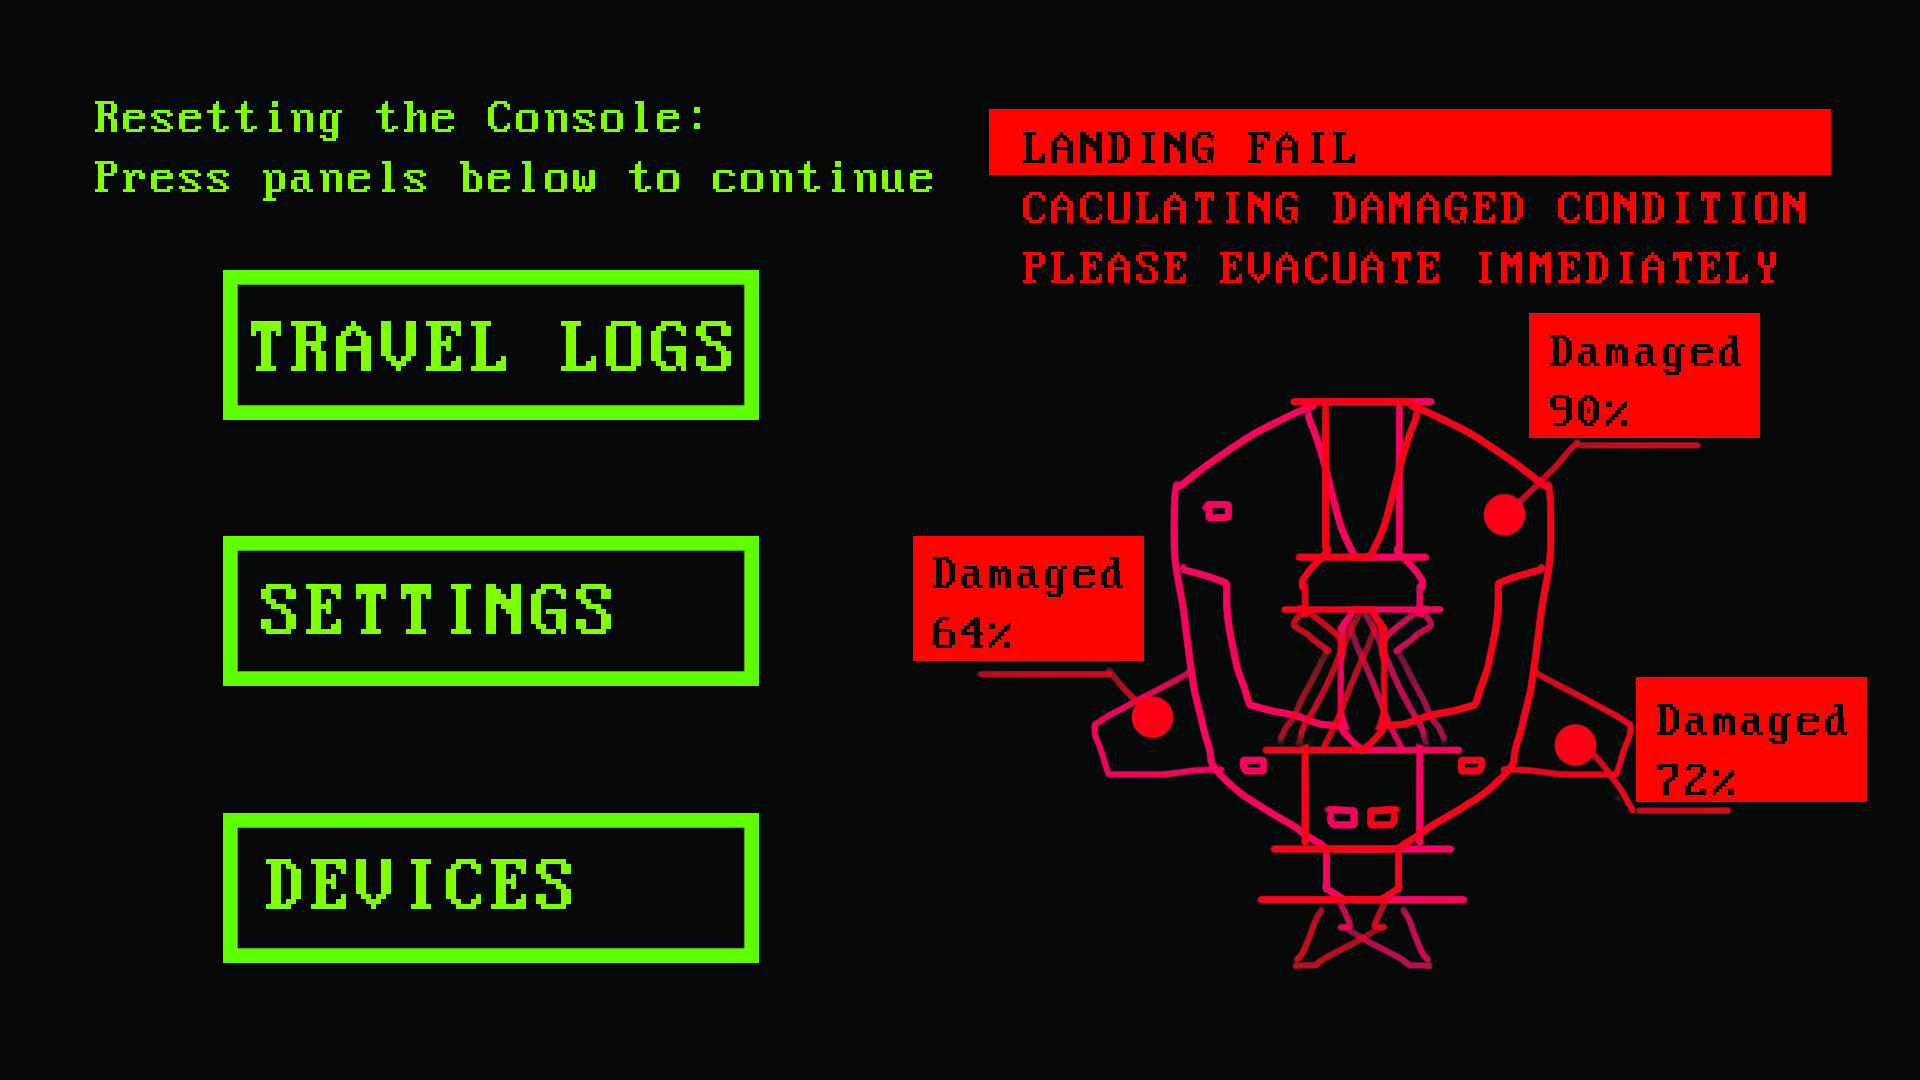 Resetting the Console:
Press panels below to continue
TRAVEL LOGS
SETTINGS
DEVICES
LANDING FAIL
CACULATING DAMAGED CONDITION
PLEASE EVACUATE IMMEDIATELY
Damaged
90%
Damaged
64%
Damaged
72%